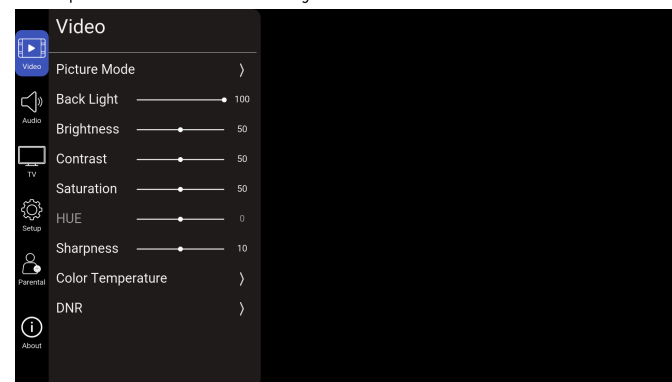 Video
Video
Picture Mode
Back Light 100
Audio
Brightness 50
Contrast 50
TV
Saturation 50
HUE 0
Setup
Sharpness 10
Color Temperature
Parental
DNR
About